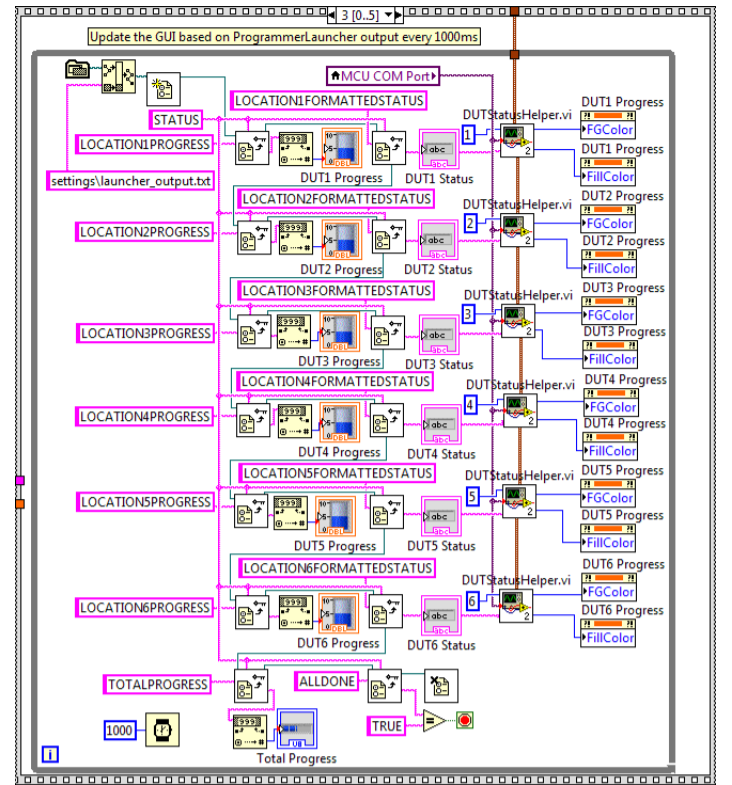 3 [0..5]
Update the GUI based on ProgrammerLauncher output every 1000ms
MCU COM Port
STATUS
LOCATION1FORMATTEDSTATUS
LOCATION1PROGRESS
settings\launcher_output.txt
DUT1 Progress
DUT1 Status
1
DUTStatusHelper.vi
2
DUT1 Progress
FGColor
DUT1 Progress
FillColor
LOCATION2FORMATTEDSTATUS
LOCATION2PROGRESS
DUT2 Progress
DUT2 Status
2
DUTStatusHelper.vi
2
DUT2 Progress
FGColor
DUT2 Progress
FillColor
LOCATION3FORMATTEDSTATUS
LOCATION3PROGRESS
DUT3 Progress
DUT3 Status
3
DUTStatusHelper.vi
2
DUT3 Progress
FGColor
DUT3 Progress
FillColor
LOCATION4FORMATTEDSTATUS
LOCATION4PROGRESS
DUT4 Progress
DUT4 Status
4
DUTStatusHelper.vi
2
DUT4 Progress
FGColor
DUT4 Progress
FillColor
LOCATION5FORMATTEDSTATUS
LOCATION5PROGRESS
DUT5 Progress
DUT5 Status
5
DUTStatusHelper.vi
2
DUT5 Progress
FGColor
DUT5 Progress
FillColor
LOCATION6FORMATTEDSTATUS
LOCATION6PROGRESS
DUT6 Progress
DUT6 Status
6
DUTStatusHelper.vi
2
DUT6 Progress
FGColor
DUT6 Progress
FillColor
TOTALPROGRESS
ALLDONE
TRUE
=
1000
Total Progress
i